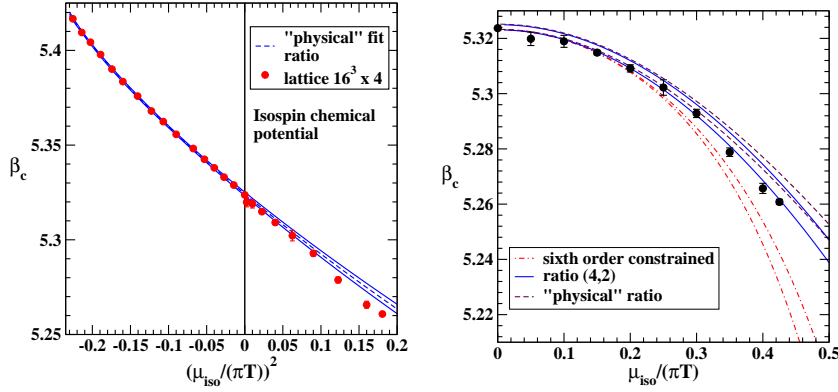 "physical" fit
ratio
lattice 16³ x 4
Isospin chemical
potential
β_c
5.4
5.35
5.3
5.25
-0.2 -0.15 -0.1 -0.05 0 0.05 0.1 0.15 0.2
(μ_iso/(πT))²
β_c
5.32
5.3
5.28
5.26
5.24
5.22
sixth order constrained
ratio (4,2)
"physical" ratio
0 0.1 0.2 0.3 0.4 0.5
μ_iso/(πT)